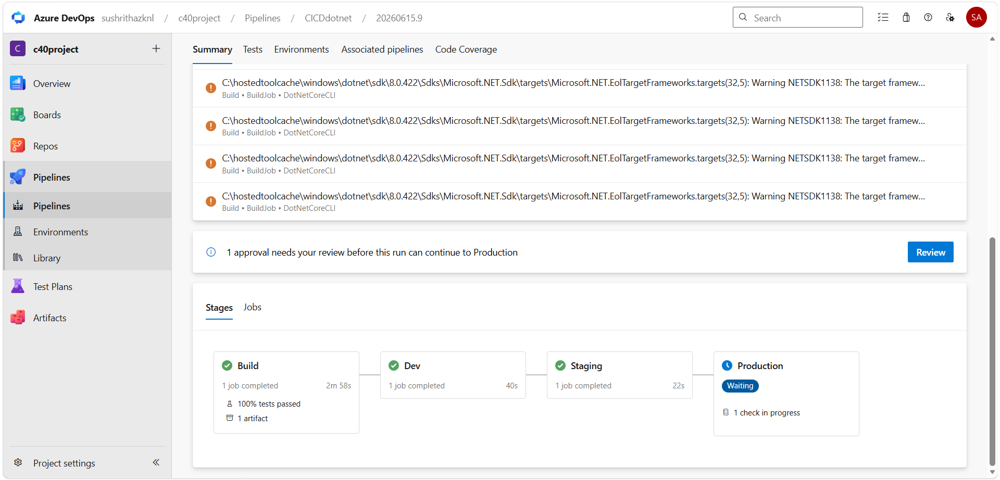 Azure DevOps sushrithazknl / c40project / Pipelines / CICDdotnet / 20260615.9
Search
SA
C c40project +
Overview
Boards
Repos
Pipelines
Pipelines
Environments
Library
Test Plans
Artifacts
Project settings
Summary Tests Environments Associated pipelines Code Coverage
C:\hostedtoolcache\windows\dotnet\sdk\8.0.422\Sdks\Microsoft.NET.Sdk\targets\Microsoft.NET.EolTargetFrameworks.targets(32,5): Warning NETSDK1138: The target framew...
Build • BuildJob • DotNetCoreCLI
C:\hostedtoolcache\windows\dotnet\sdk\8.0.422\Sdks\Microsoft.NET.Sdk\targets\Microsoft.NET.EolTargetFrameworks.targets(32,5): Warning NETSDK1138: The target framew...
Build • BuildJob • DotNetCoreCLI
C:\hostedtoolcache\windows\dotnet\sdk\8.0.422\Sdks\Microsoft.NET.Sdk\targets\Microsoft.NET.EolTargetFrameworks.targets(32,5): Warning NETSDK1138: The target framew...
Build • BuildJob • DotNetCoreCLI
C:\hostedtoolcache\windows\dotnet\sdk\8.0.422\Sdks\Microsoft.NET.Sdk\targets\Microsoft.NET.EolTargetFrameworks.targets(32,5): Warning NETSDK1138: The target framew...
Build • BuildJob • DotNetCoreCLI
1 approval needs your review before this run can continue to Production
Review
Stages Jobs
Build
1 job completed 2m 58s
100% tests passed
1 artifact
Dev
1 job completed 40s
Staging
1 job completed 22s
Production
Waiting
1 check in progress